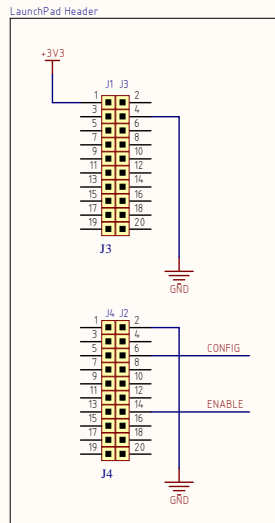 LaunchPad Header
+3V3
J1 J3
1 2
3 4
5 6
7 8
9 10
11 12
13 14
15 16
17 18
19 20
J3
GND
J4 J2
1 2
3 4
5 6
CONFIG
7 8
9 10
11 12
13 14
ENABLE
15 16
17 18
19 20
J4
GND